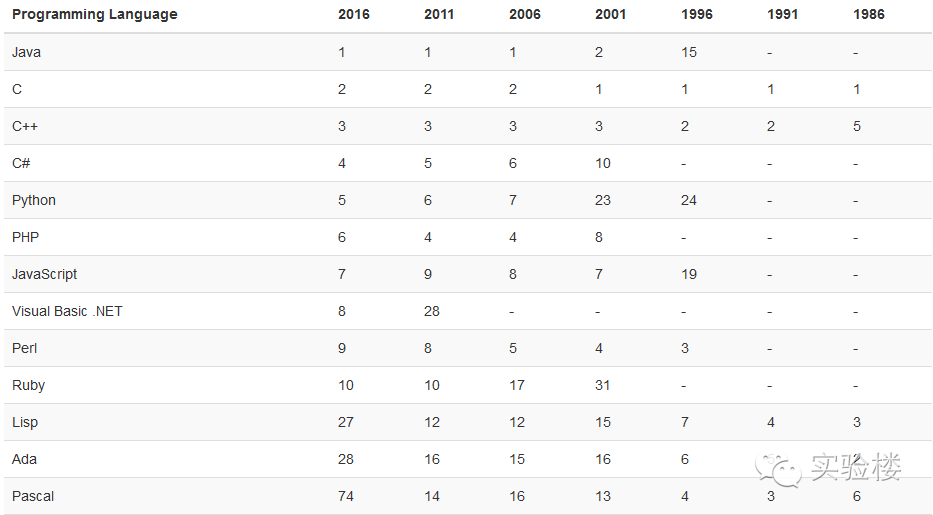 Programming Language 2016 2011 2006 2001 1996 1991 1986
Java 1 1 1 2 15 - -
C 2 2 2 1 1 1 1
C++ 3 3 3 3 2 2 5
C# 4 5 6 10 - - -
Python 5 6 7 23 24 - -
PHP 6 4 4 8 - - -
JavaScript 7 9 8 7 19 - -
Visual Basic .NET 8 28 - - - - -
Perl 9 8 5 4 3 - -
Ruby 10 10 17 31 - - -
Lisp 27 12 12 15 7 4 3
Ada 28 16 15 16 6
实验楼
Pascal 74 14 16 13 4 3 6